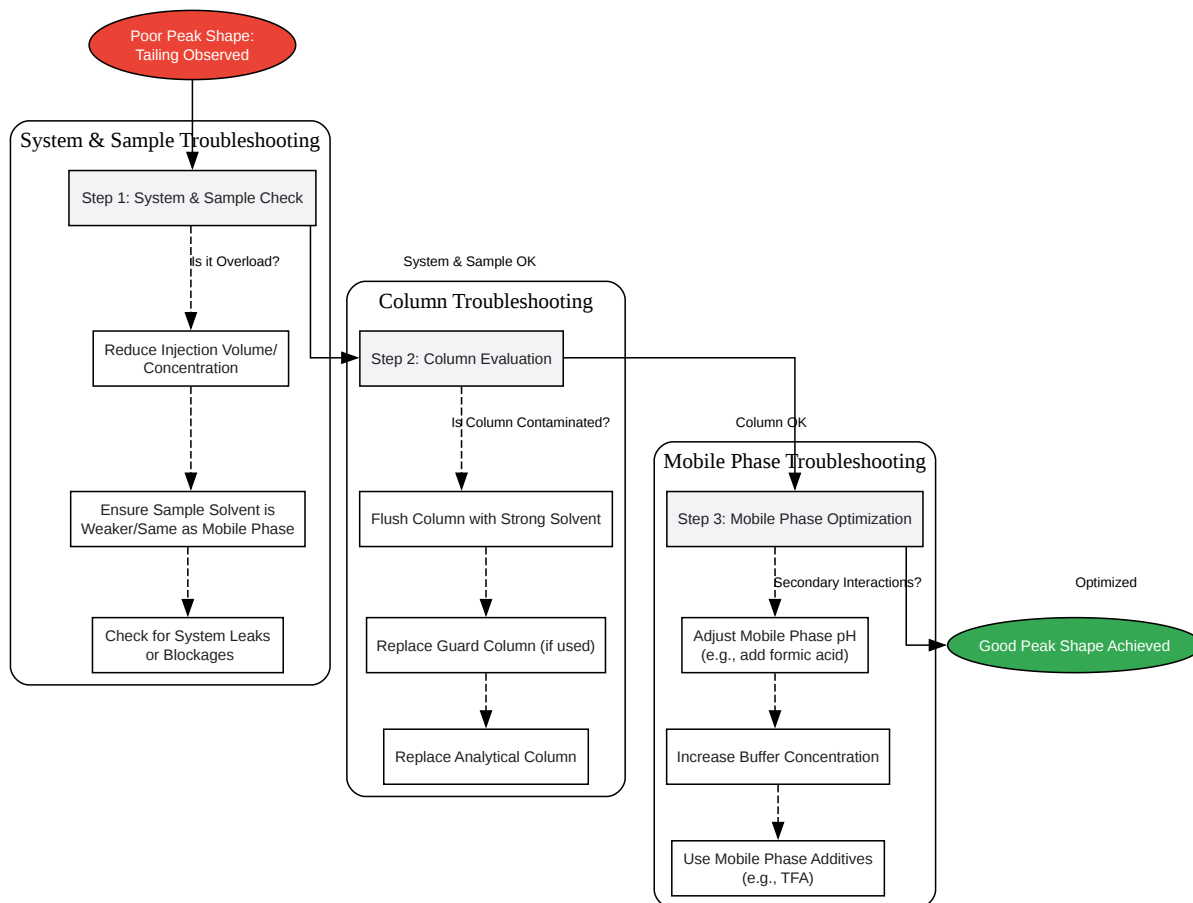 Poor Peak Shape:
Tailing Observed
System & Sample Troubleshooting
Step 1: System & Sample Check
Is it Overload?
Reduce Injection Volume/
Concentration
Ensure Sample Solvent is
Weaker/Same as Mobile Phase
Check for System Leaks
or Blockages
System & Sample OK
Column Troubleshooting
Step 2: Column Evaluation
Is Column Contaminated?
Flush Column with Strong Solvent
Replace Guard Column (if used)
Replace Analytical Column
Column OK
Mobile Phase Troubleshooting
Step 3: Mobile Phase Optimization
Secondary Interactions?
Adjust Mobile Phase pH
(e.g., add formic acid)
Increase Buffer Concentration
Use Mobile Phase Additives
(e.g., TFA)
Optimized
Good Peak Shape Achieved